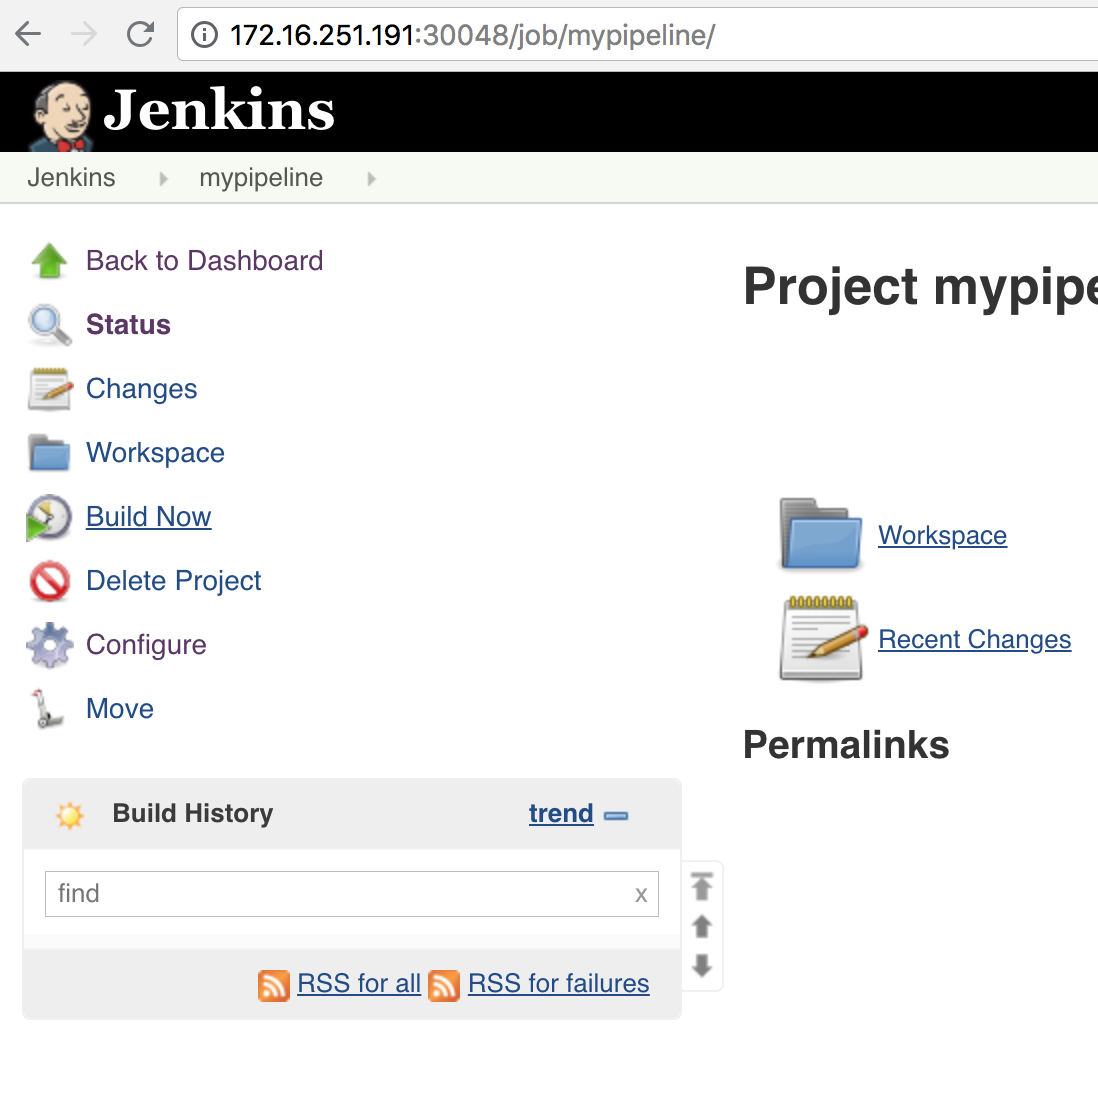 172.16.251.191:30048/job/mypipeline/
Jenkins
Jenkins mypipeline
Back to Dashboard
Status
Changes
Workspace
Build Now
Delete Project
Configure
Move
Build History trend
find x
RSS for all RSS for failures
Project mypipe
Workspace
Recent Changes
Permalinks